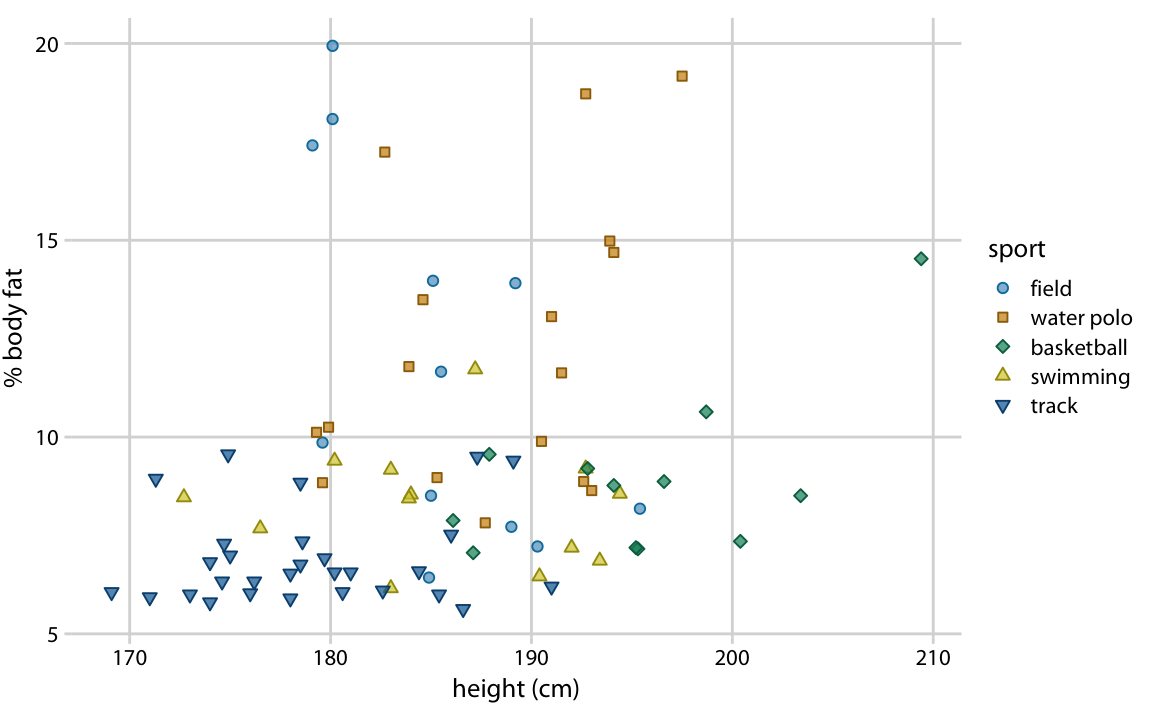 20
15
10
5
% body fat
170 180 190 200 210
height (cm)
sport
field
water polo
basketball
swimming
track